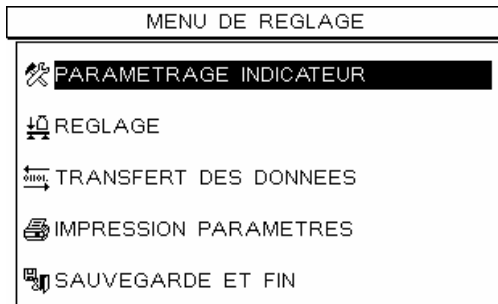 MENU DE REGLAGE
PARAMETRAGE INDICATEUR
REGLAGE
TRANSFERT DES DONNEES
IMPRESSION PARAMETRES
SAUVEGARDE ET FIN